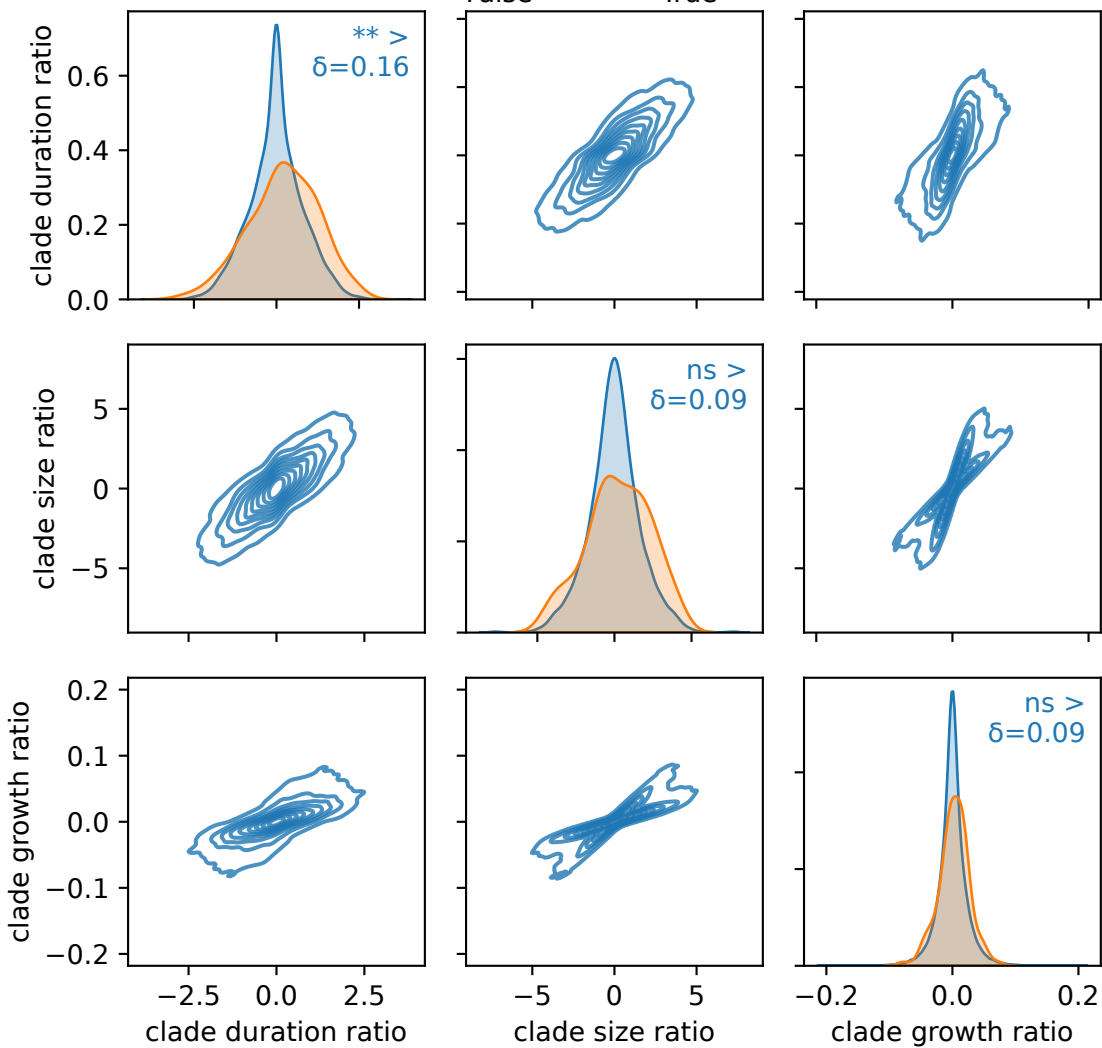 False True
clade duration ratio
0.6
0.4
0.2
0.0
** >
δ=0.16
clade size ratio
5
0
−5
ns >
δ=0.09
clade growth ratio
0.2
0.1
0.0
−0.1
−0.2
ns >
δ=0.09
−2.5 0.0 2.5
−5 0 5
−0.2 0.0 0.2
clade duration ratio
clade size ratio
clade growth ratio